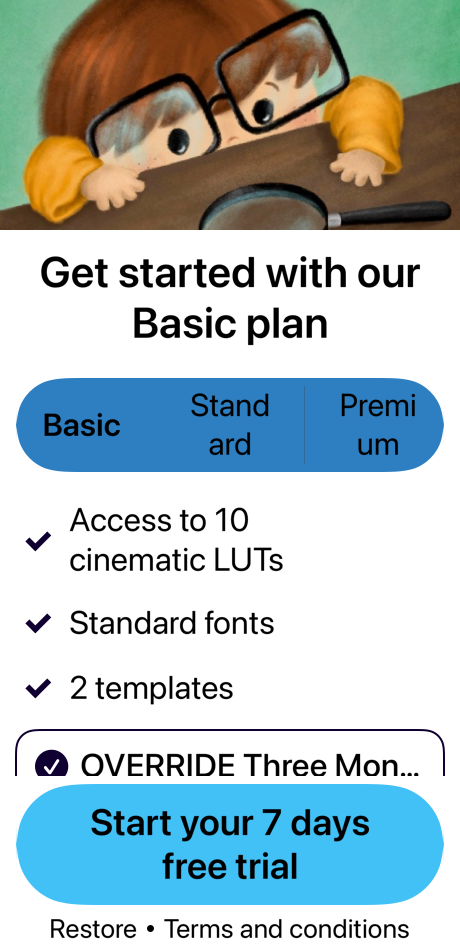 Get started with our
Basic plan
Basic
Stand
ard
Premi
um
Access to 10
cinematic LUTs
Standard fonts
2 templates
OVERRIDE Three Mon...
Start your 7 days
free trial
Restore • Terms and conditions